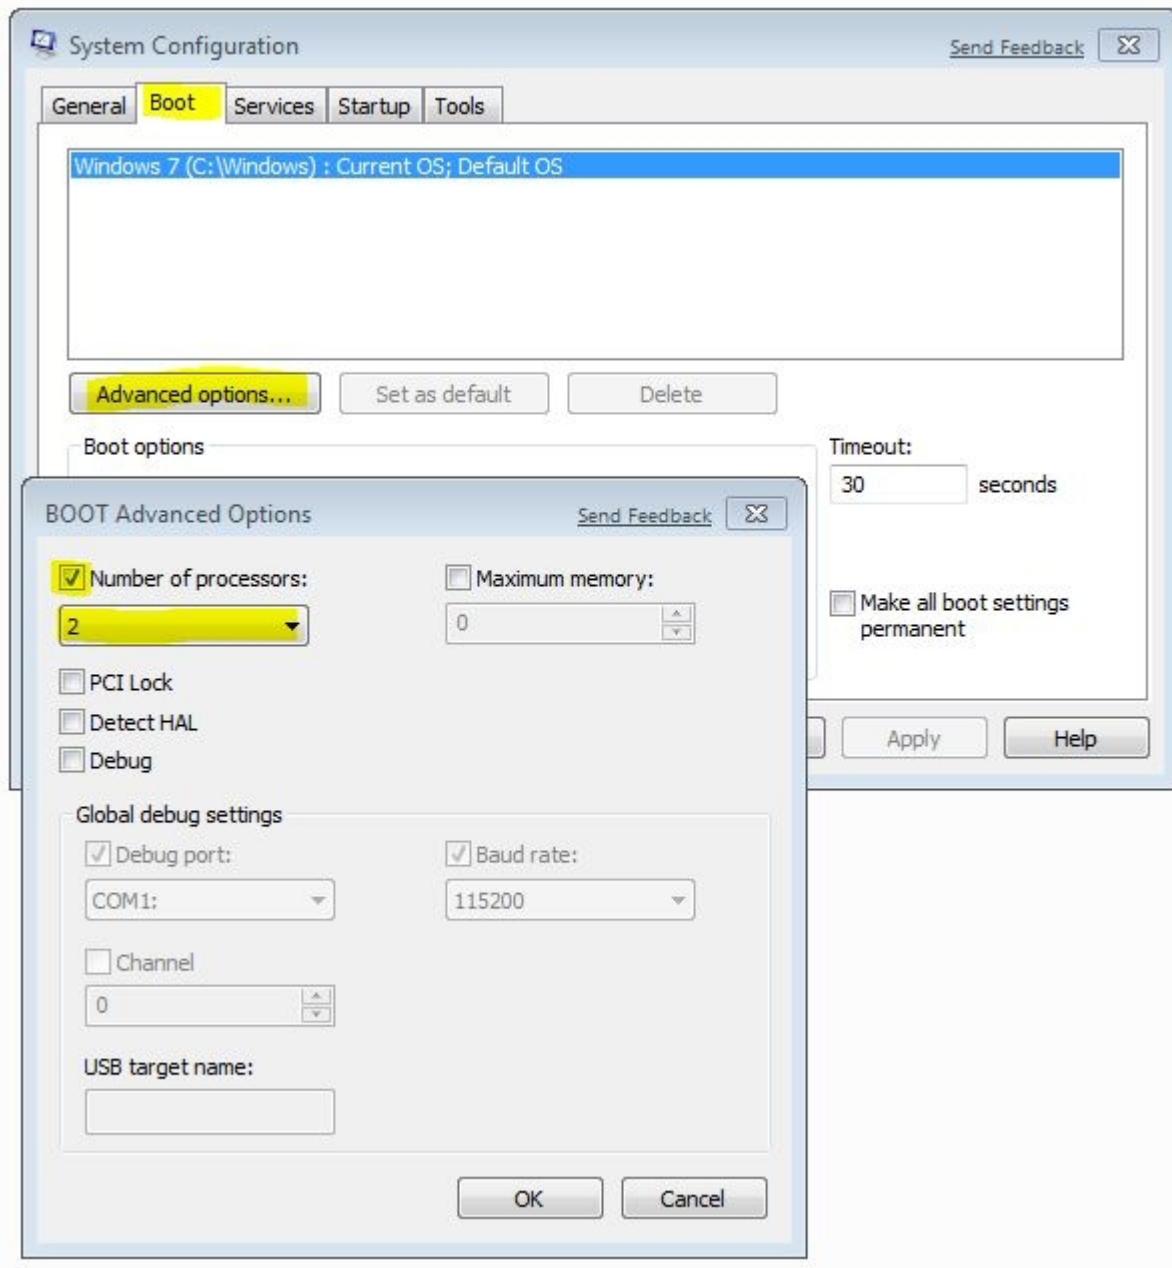 System Configuration
Send Feedback
General Boot Services Startup Tools
Windows 7 (C:\Windows) : Current OS; Default OS
Advanced options... Set as default Delete
Boot options
Timeout:
30 seconds
Make all boot settings
permanent
Apply Help
BOOT Advanced Options
Send Feedback
Number of processors: Maximum memory:
2 0
PCI Lock
Detect HAL
Debug
Global debug settings
Debug port: Baud rate:
COM1: 115200
Channel
0
USB target name:
OK Cancel